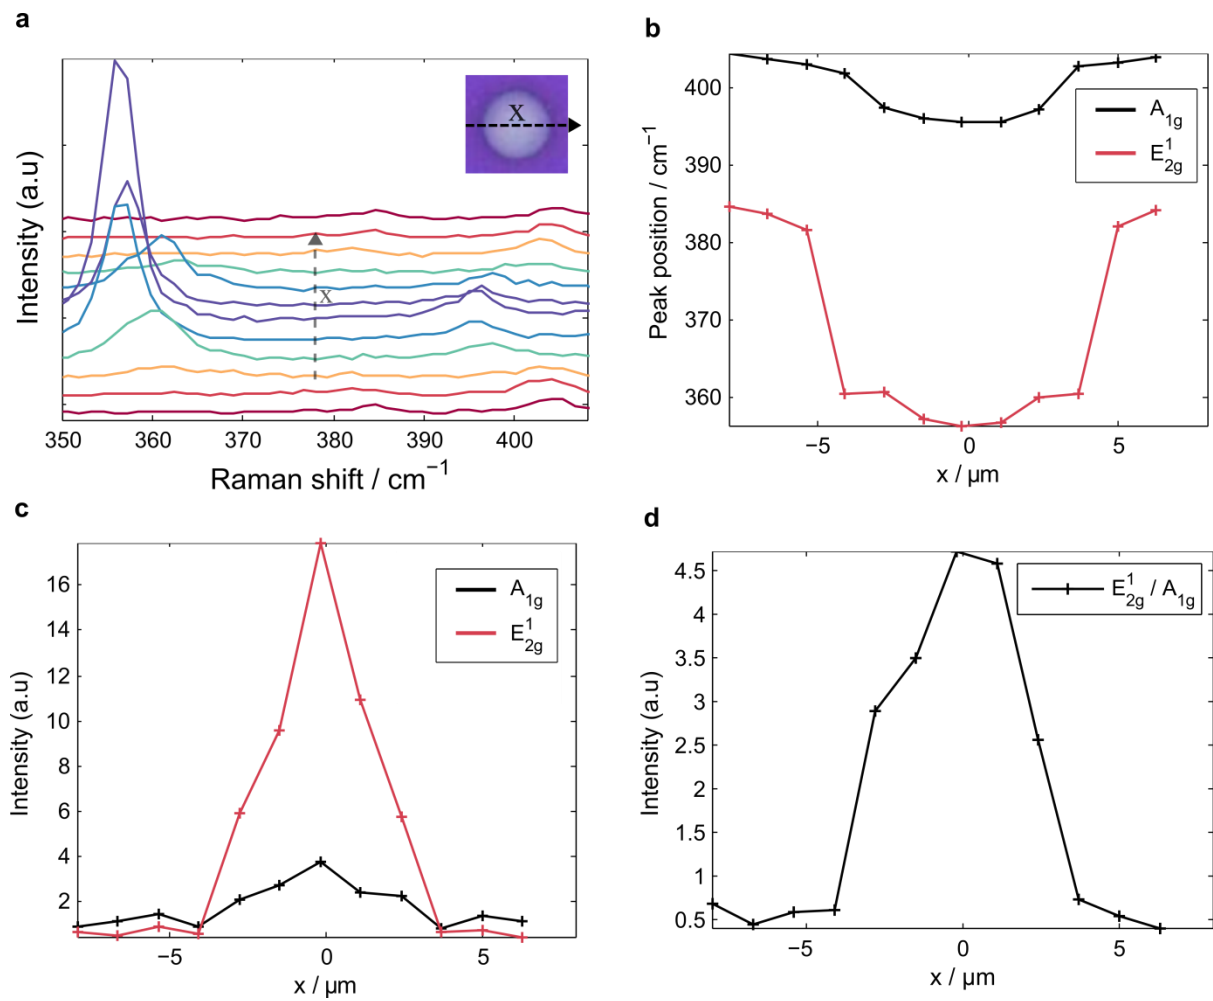 a
Intensity (a.u)
X
X
350 360 370 380 390 400
Raman shift / cm⁻¹
b
Peak position / cm⁻¹
400
390
380
370
360
A₁g
E¹₂g
−5 0 5
x / µm
c
Intensity (a.u)
16
14
12
10
8
6
4
2
A₁g
E¹₂g
−5 0 5
x / µm
d
Intensity (a.u)
4.5
4
3.5
3
2.5
2
1.5
1
0.5
E¹₂g / A₁g
−5 0 5
x / µm